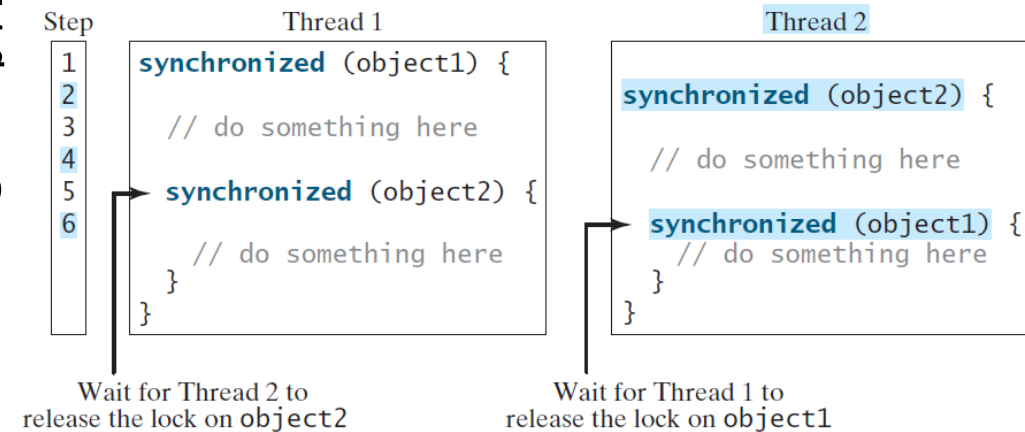 Step
Thread 1
Thread 2
1
2
3
4
5
6
synchronized (object1) {
// do something here
synchronized (object2) {
// do something here
}
}
synchronized (object2) {
// do something here
synchronized (object1) {
// do something here
}
}
Wait for Thread 2 to
release the lock on object2
Wait for Thread 1 to
release the lock on object1